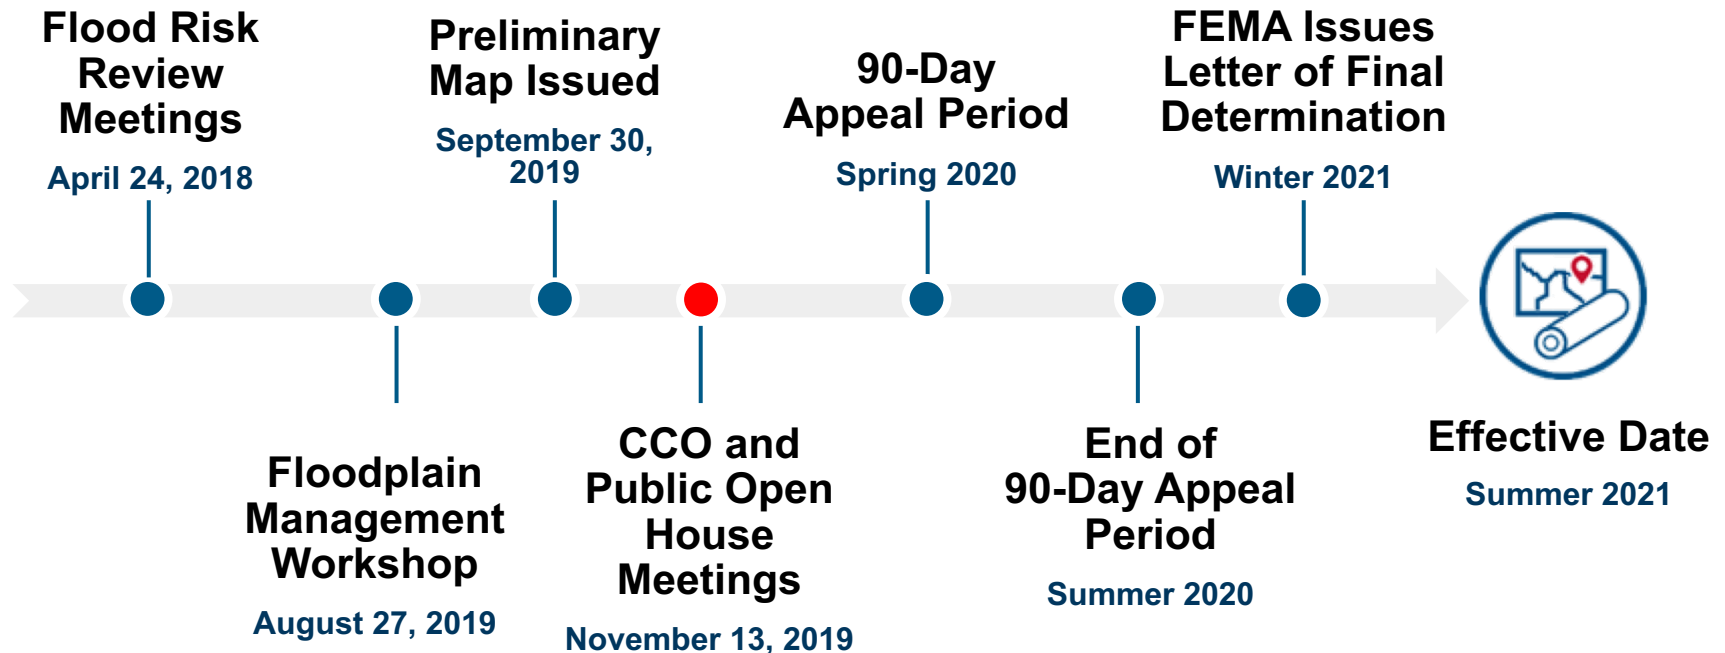 Flood Risk
Review
Meetings
April 24, 2018
Preliminary
Map Issued
September 30,
2019
90-Day
Appeal Period
Spring 2020
FEMA Issues
Letter of Final
Determination
Winter 2021
Floodplain
Management
Workshop
August 27, 2019
CCO and
Public Open
House
Meetings
November 13, 2019
End of
90-Day Appeal
Period
Summer 2020
Effective Date
Summer 2021